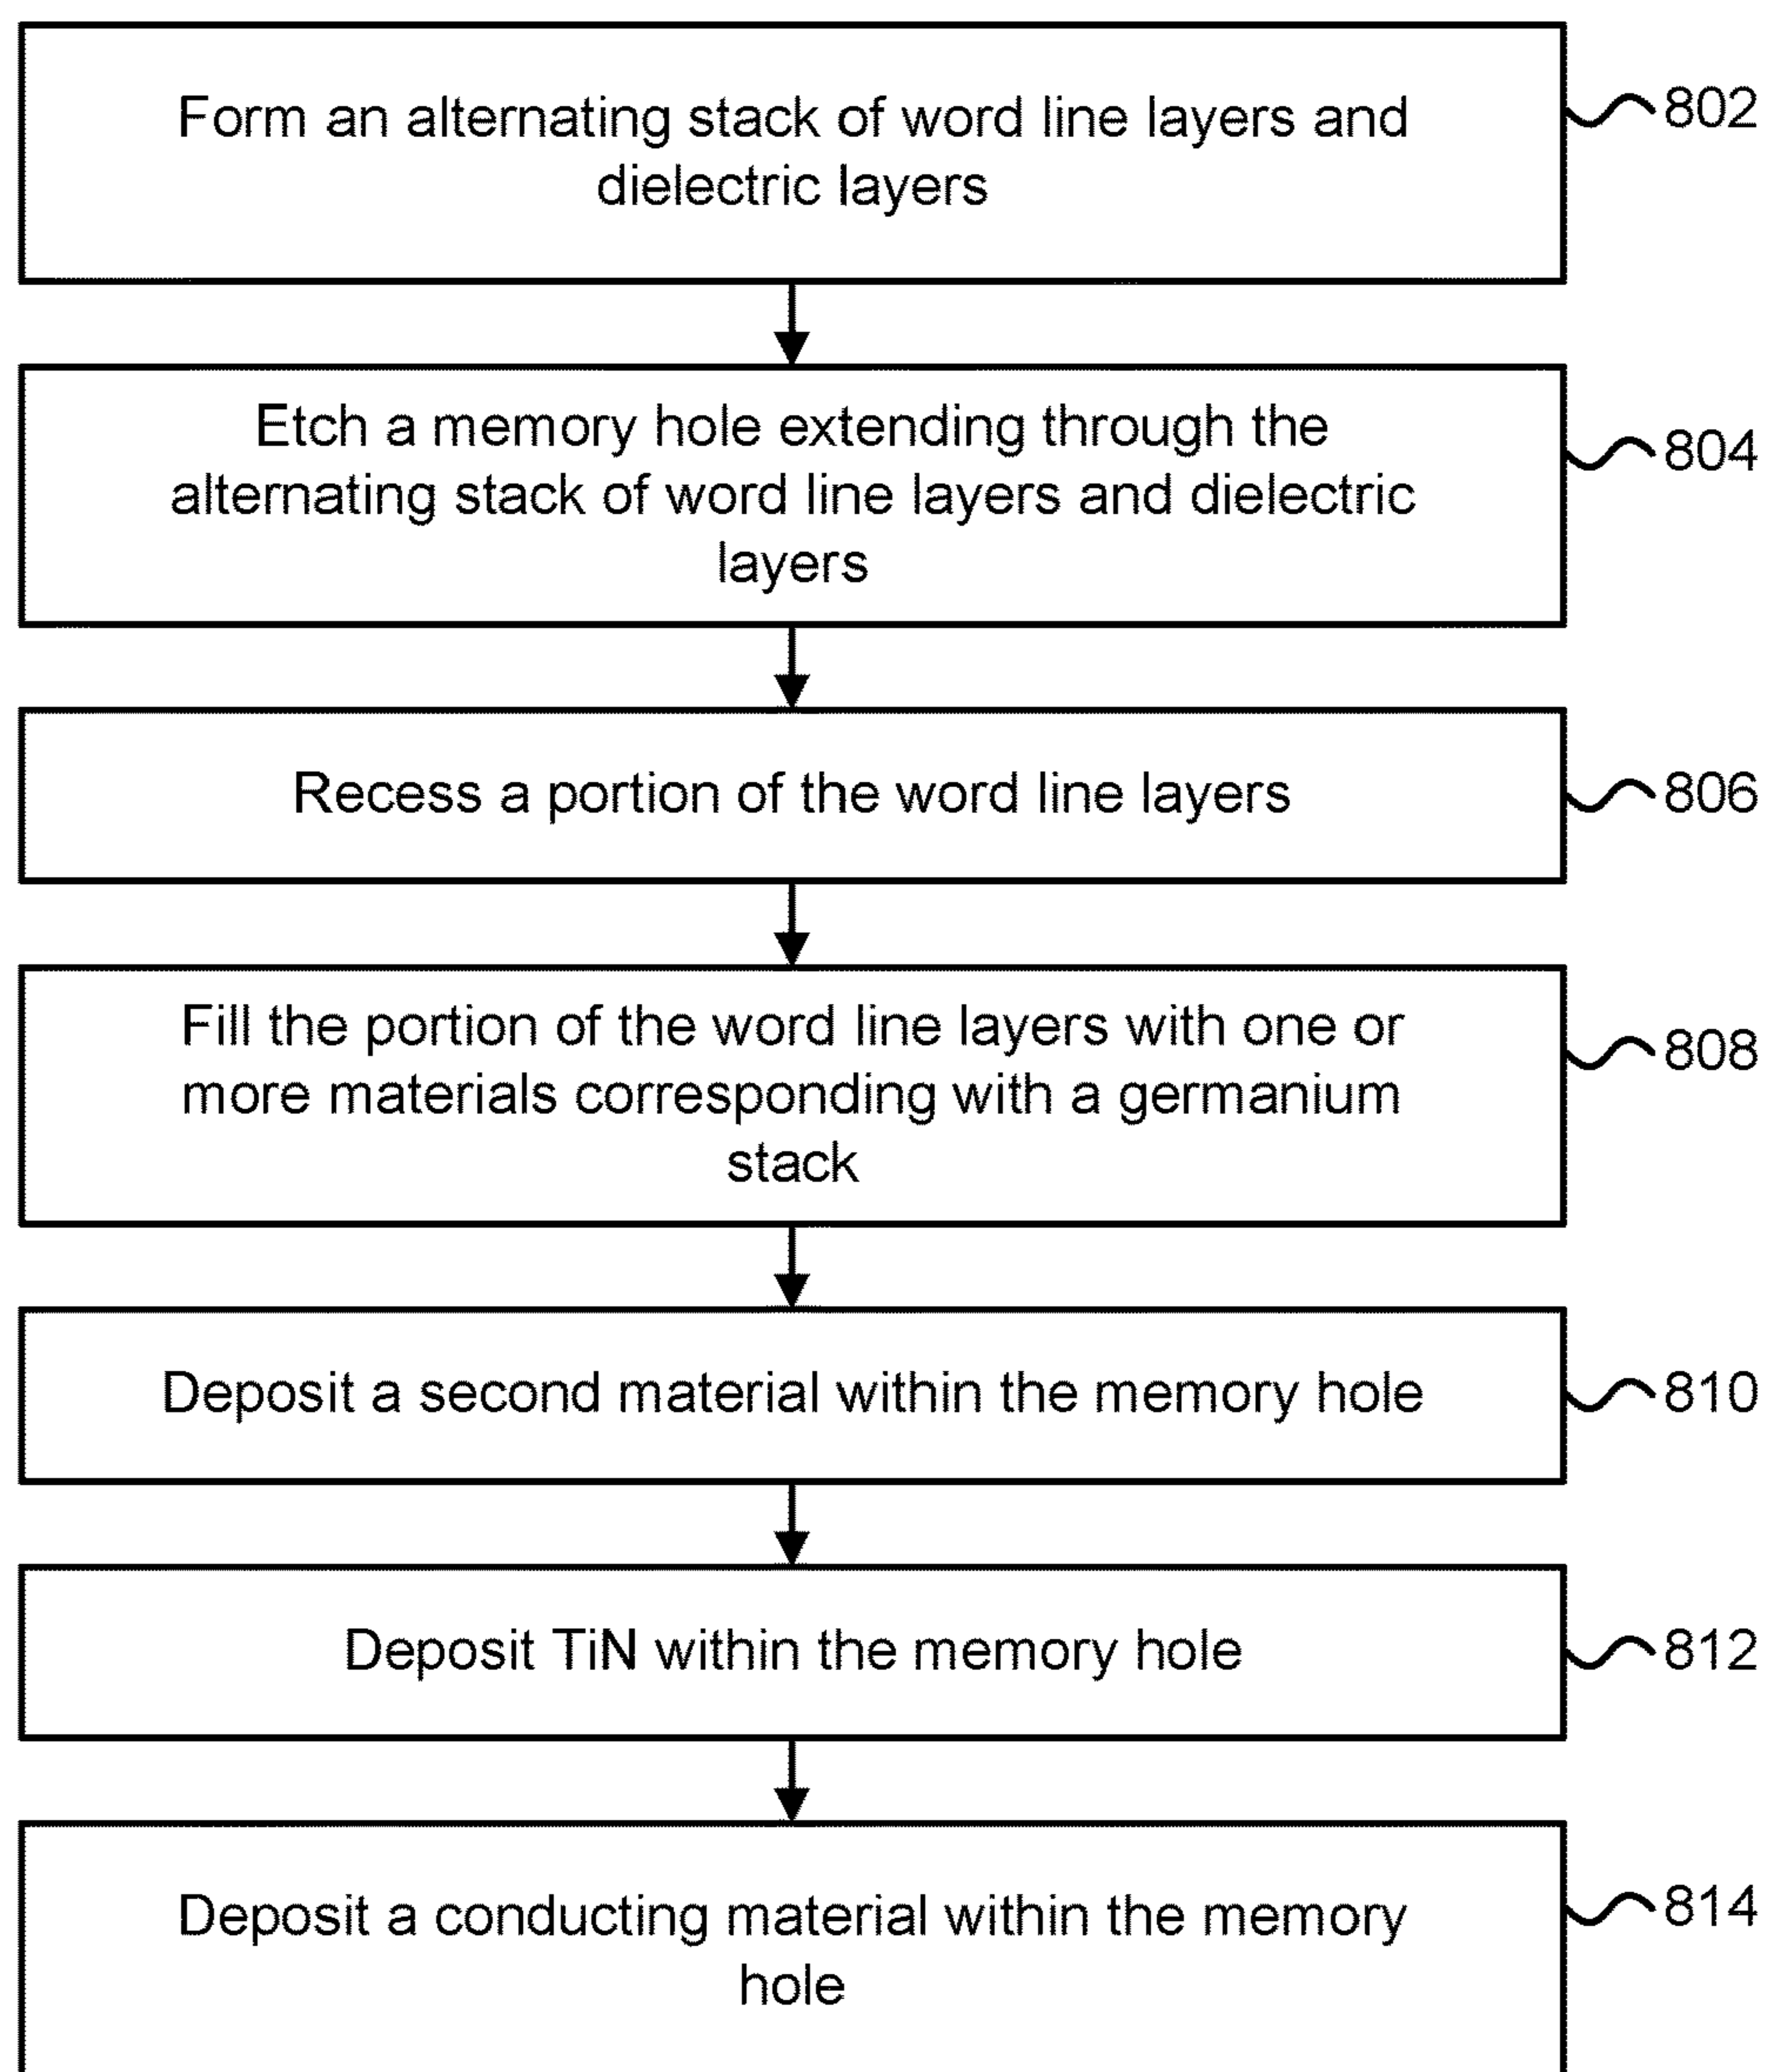 Form an alternating stack of word line layers and
dielectric layers
802
Etch a memory hole extending through the
alternating stack of word line layers and dielectric
layers
804
Recess a portion of the word line layers
806
Fill the portion of the word line layers with one or
more materials corresponding with a germanium
stack
808
Deposit a second material within the memory hole
810
Deposit TiN within the memory hole
812
Deposit a conducting material within the memory
hole
814